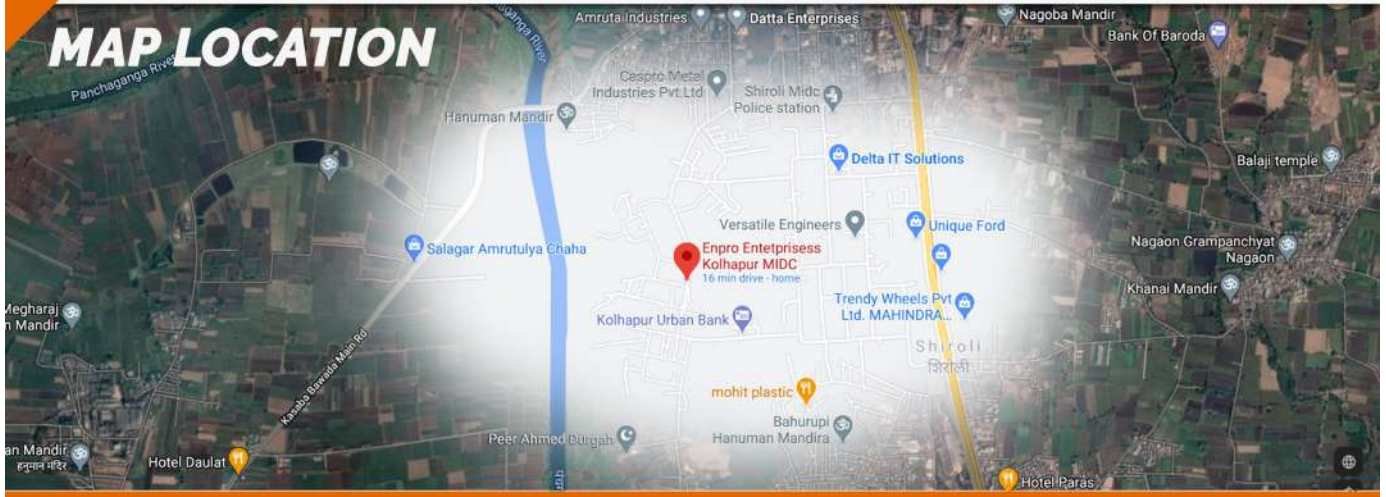 MAP LOCATION
Panchaganga River
Panchaganga River
Amruta Industries
Datta Enterprises
Nagoba Mandir
Bank Of Baroda
Caspro Metal
Industries Pvt.Ltd
Shiroli Midc
Police station
Hanuman Mandir
Delta IT Solutions
Balaji temple
Versatile Engineers
Unique Ford
Salagar Amrutulya Chaha
Enpro Entetprisess
Kolhapur MIDC
16 min drive - home
Nagaon Grampanchyat
Nagaon
Khanai Mandir
Megharaj
n Mandir
Trendy Wheels Pvt
Ltd. MAHINDRA...
Kolhapur Urban Bank
Shiroli
शिरोली
Kasaba Bawada Main Rd
mohit plastic
Bahurupi
Hanuman Mandira
Peer Ahmed Durgah
an Mandir
हनुमान मंदिर
Hotel Daulat
Hotel Paras